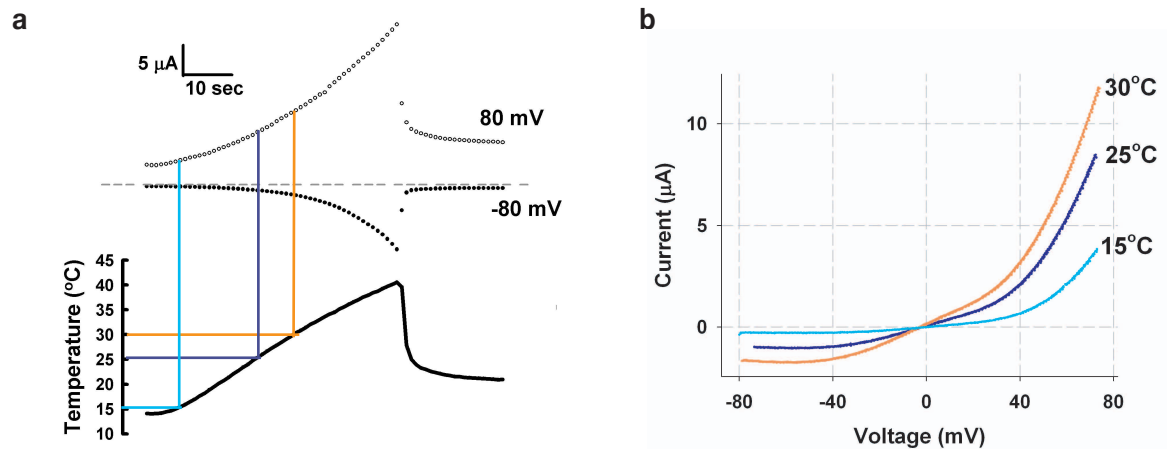 a
5 μA
10 sec
80 mV
-80 mV
Temperature (°C)
45
40
35
30
25
20
15
10
b
Current (μA)
10
5
0
30°C
25°C
15°C
-80
-40
0
40
80
Voltage (mV)